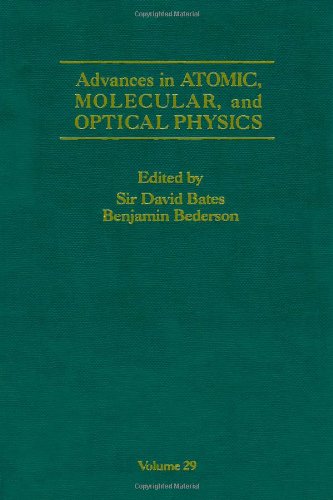 Advances in ATOMIC,
MOLECULAR, and
OPTICAL PHYSICS
Edited by
Sir David Bates
Benjamin Bederson
Volume 29